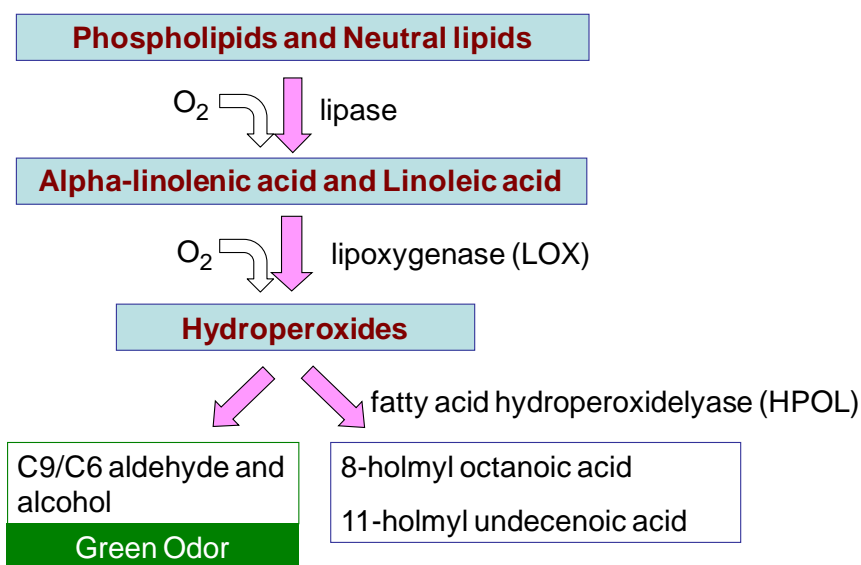 Phospholipids and Neutral lipids
O2 lipase
Alpha-linolenic acid and Linoleic acid
O2 lipoxygenase (LOX)
Hydroperoxides
fatty acid hydroperoxidelyase (HPOL)
C9/C6 aldehyde and
alcohol
Green Odor
8-holmyl octanoic acid
11-holmyl undecenoic acid